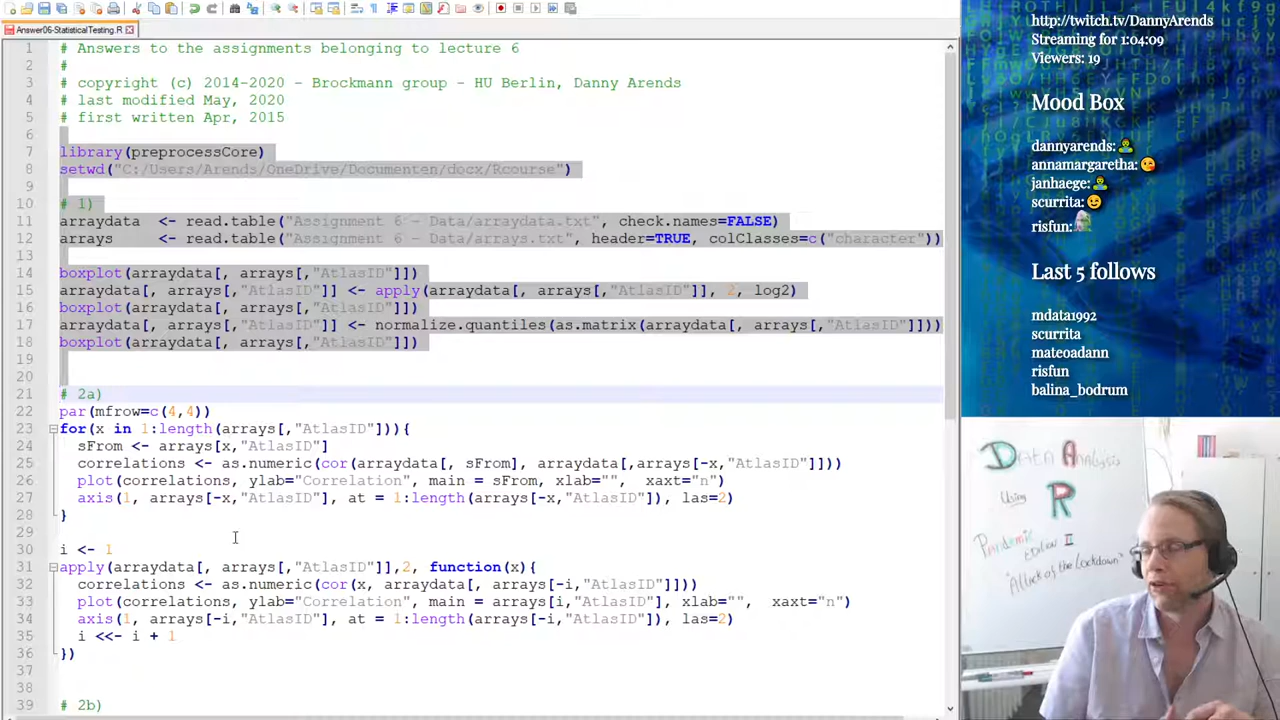 Answer06-StatisticalTesting.R
1 # Answers to the assignments belonging to lecture 6
2 #
3 # copyright (c) 2014-2020 - Brockmann group - HU Berlin, Danny Arends
4 # last modified May, 2020
5 # first written Apr, 2015
6
7 library(preprocessCore)
8 setwd("C:/Users/Arends/OneDrive/Documenten/docx/Rcourse")
9
10 # 1)
11 arraydata <- read.table("Assignment 6 - Data/arraydata.txt", check.names=FALSE)
12 arrays <- read.table("Assignment 6 - Data/arrays.txt", header=TRUE, colClasses=c("character"))
13
14 boxplot(arraydata[, arrays[,"AtlasID"]])
15 arraydata[, arrays[,"AtlasID"]] <- apply(arraydata[, arrays[,"AtlasID"]], 2, log2)
16 boxplot(arraydata[, arrays[,"AtlasID"]])
17 arraydata[, arrays[,"AtlasID"]] <- normalize.quantiles(as.matrix(arraydata[, arrays[,"AtlasID"]]))
18 boxplot(arraydata[, arrays[,"AtlasID"]])
19
20
21 # 2a)
22 par(mfrow=c(4,4))
23 for(x in 1:length(arrays[,"AtlasID"])){
24 sFrom <- arrays[x,"AtlasID"]
25 correlations <- as.numeric(cor(arraydata[, sFrom], arraydata[,arrays[-x,"AtlasID"]]))
26 plot(correlations, ylab="Correlation", main = sFrom, xlab="", xaxt="n")
27 axis(1, arrays[-x,"AtlasID"], at = 1:length(arrays[-x,"AtlasID"]), las=2)
28 }
29
30 i <- 1
31 apply(arraydata[, arrays[,"AtlasID"]],2, function(x){
32 correlations <- as.numeric(cor(x, arraydata[, arrays[-i,"AtlasID"]]))
33 plot(correlations, ylab="Correlation", main = arrays[i,"AtlasID"], xlab="", xaxt="n")
34 axis(1, arrays[-i,"AtlasID"], at = 1:length(arrays[-i,"AtlasID"]), las=2)
35 i <<- i + 1
36 })
37
38
39 # 2b)
http://twitch.tv/DannyArends
Streaming for 1:04:09
Viewers: 19
Mood Box
dannyarends:
annamargaretha:
janhaege:
scurrita:
risfun:
Last 5 follows
mdata1992
scurrita
mateoadann
risfun
balina_bodrum
Data Analysis
Using R
Pandemic
Edition II
"Attack of the Lockdown"